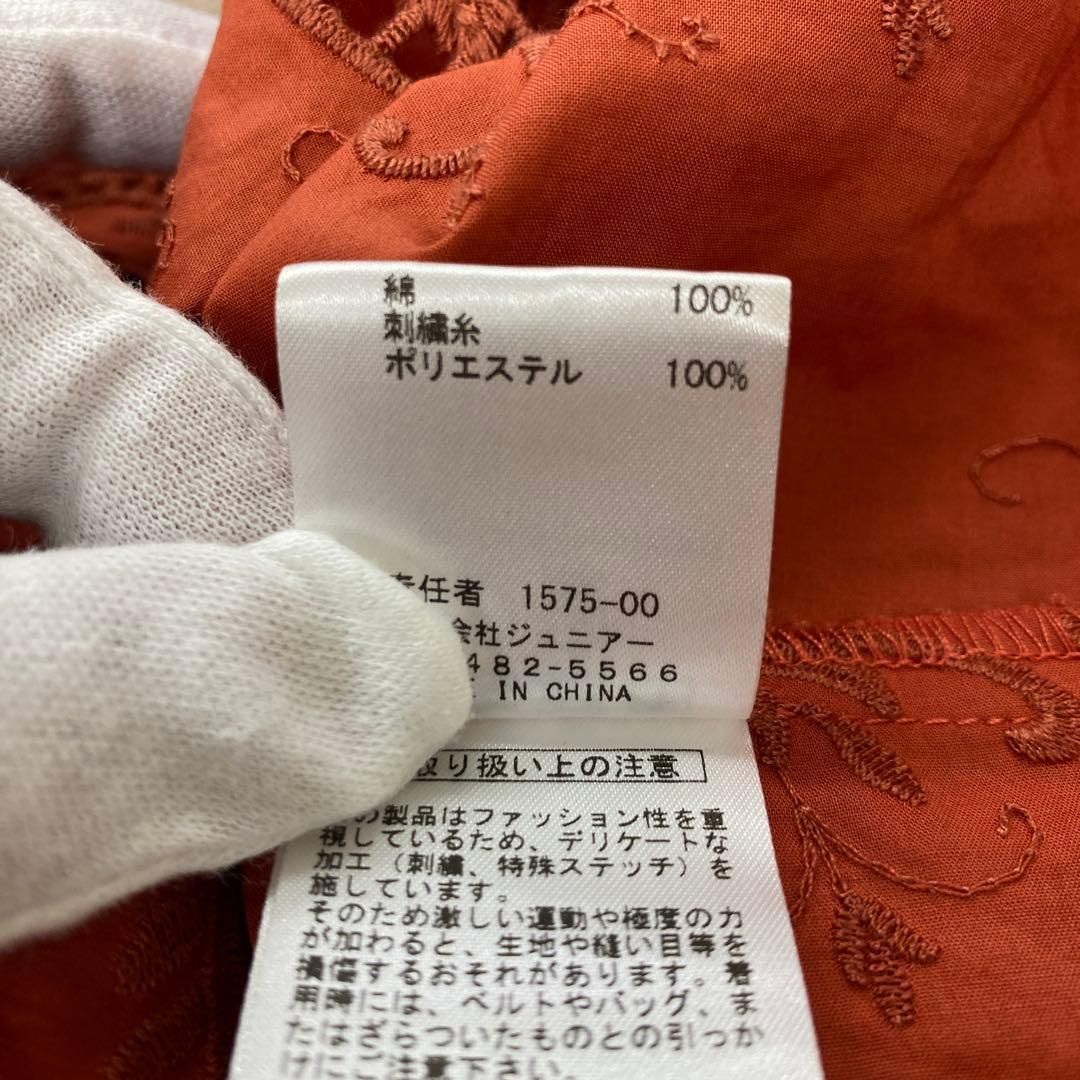 綿 100%
刺繍糸
ポリエステル 100%
任者 1575-00
会社ジュニアー
482-5566
IN CHINA
取り扱い上の注意
の製品はファッション性を重
視しているため、デリケートな
加工（刺繍、特殊ステッチ）を
施しています。
そのため激しい運動や極度の力
が加わると、生地や縫い目等を
損傷するおそれがあります。着
用時には、ベルトやバッグ、ま
たはざらついたものとの引っか
けにご注意下さい。